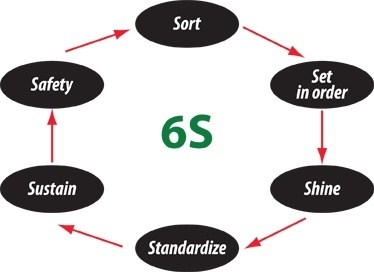 Sort
Set
in order
Shine
Standardize
Sustain
Safety
6S